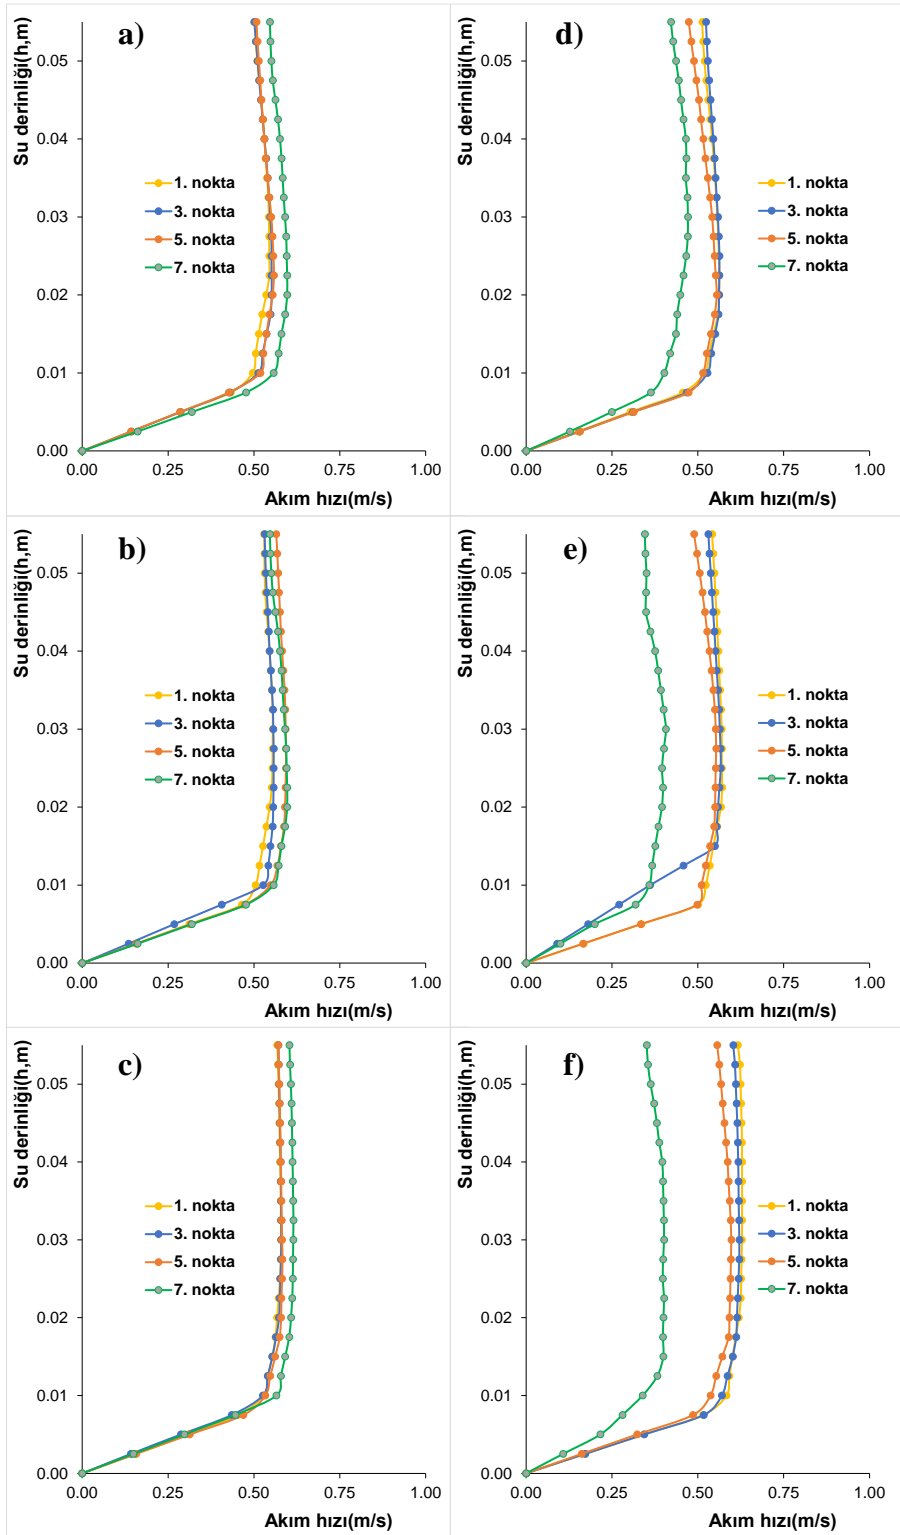 a)
Su derinliği(h,m)
0.05
0.04
0.03
0.02
0.01
0.00
1. nokta
3. nokta
5. nokta
7. nokta
0.00 0.25 0.50 0.75 1.00
Akım hızı(m/s)
d)
Su derinliği(h,m)
0.05
0.04
0.03
0.02
0.01
0.00
1. nokta
3. nokta
5. nokta
7. nokta
0.00 0.25 0.50 0.75 1.00
Akım hızı(m/s)
b)
Su derinliği(h,m)
0.05
0.04
0.03
0.02
0.01
0.00
1. nokta
3. nokta
5. nokta
7. nokta
0.00 0.25 0.50 0.75 1.00
Akım hızı(m/s)
e)
Su derinliği(h,m)
0.05
0.04
0.03
0.02
0.01
0.00
1. nokta
3. nokta
5. nokta
7. nokta
0.00 0.25 0.50 0.75 1.00
Akım hızı(m/s)
c)
Su derinliği(h,m)
0.05
0.04
0.03
0.02
0.01
0.00
1. nokta
3. nokta
5. nokta
7. nokta
0.00 0.25 0.50 0.75 1.00
Akım hızı(m/s)
f)
Su derinliği(h,m)
0.05
0.04
0.03
0.02
0.01
0.00
1. nokta
3. nokta
5. nokta
7. nokta
0.00 0.25 0.50 0.75 1.00
Akım hızı(m/s)